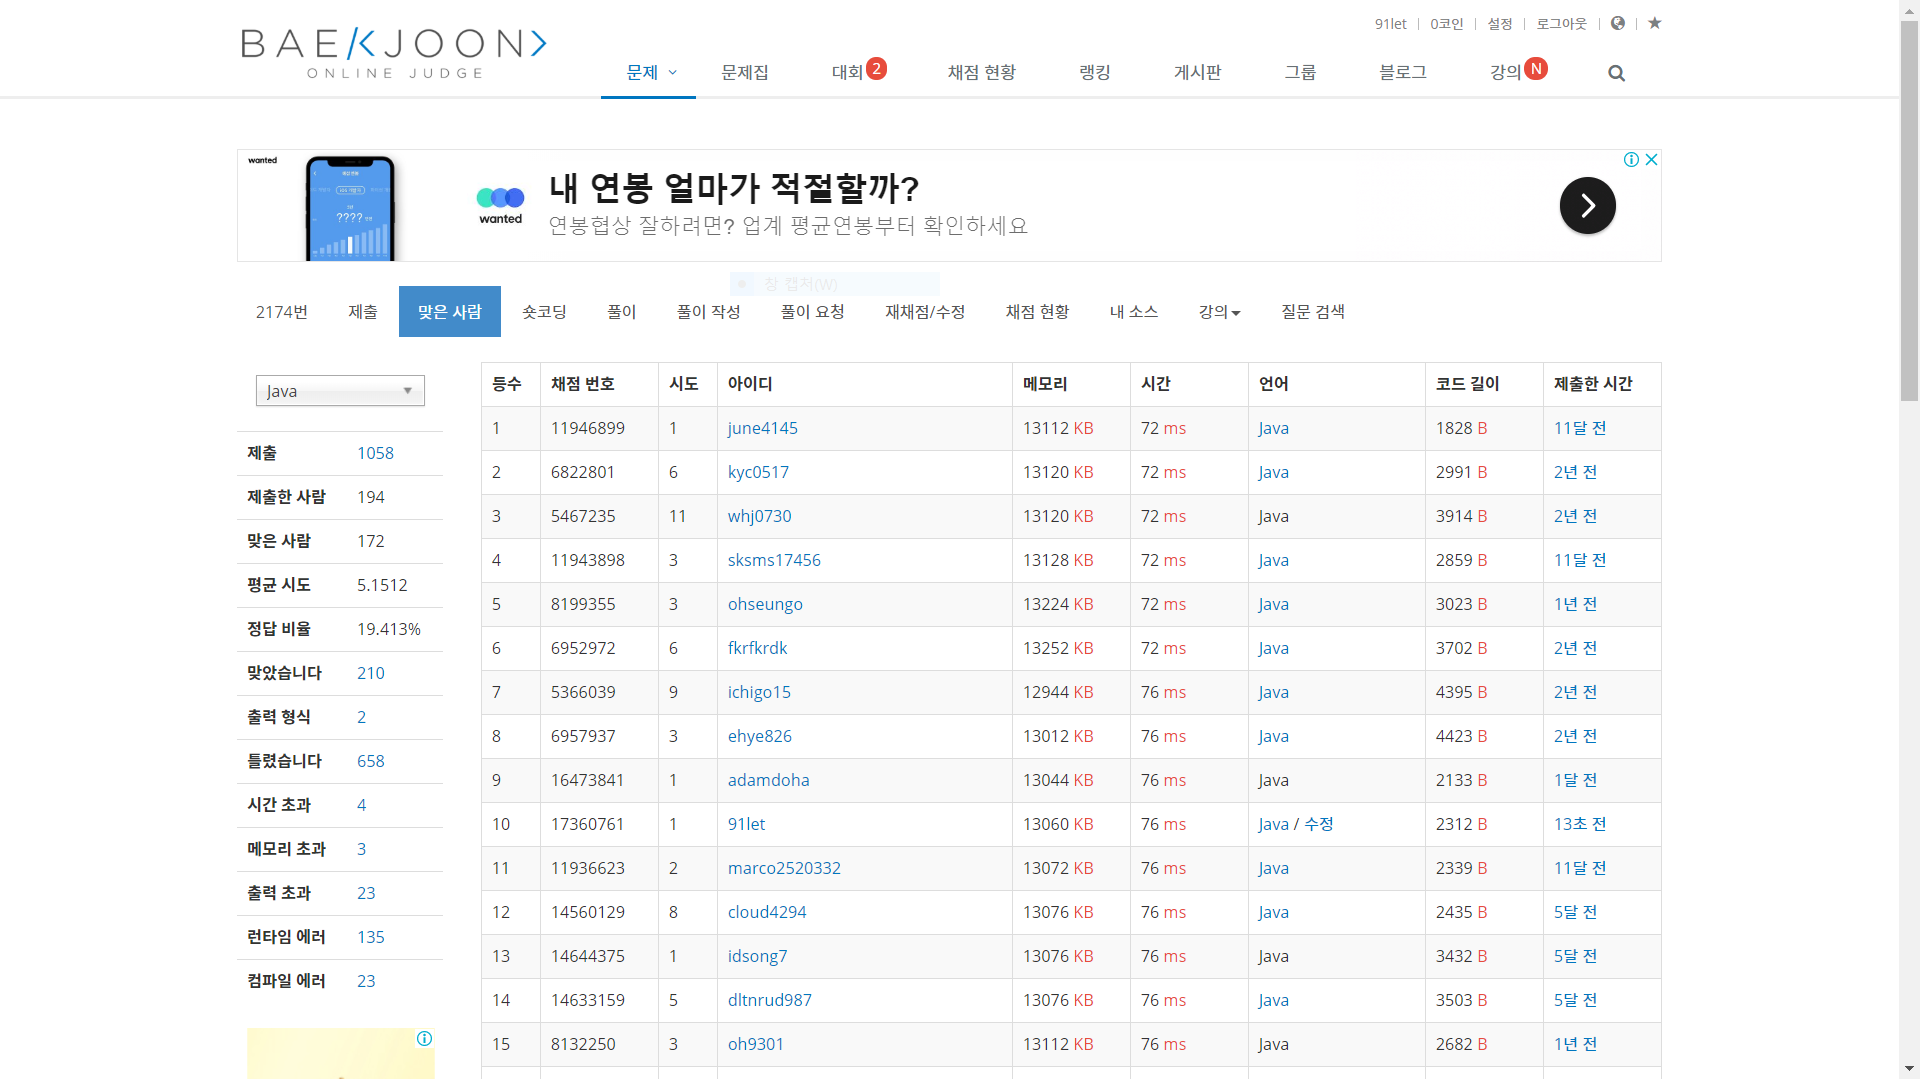 91let 0코인 설정 로그아웃
BAEKJOON
ONLINE JUDGE
문제 문제집 대회 2 채점 현황 랭킹 게시판 그룹 블로그 강의 N
wanted
????
wanted
내 연봉 얼마가 적절할까?
연봉협상 잘하려면? 업계 평균연봉부터 확인하세요
창 캡처(W)
2174번 제출 맞은 사람 숏코딩 풀이 풀이 작성 풀이 요청 재채점/수정 채점 현황 내 소스 강의 질문 검색
Java
제출 1058
제출한 사람 194
맞은 사람 172
평균 시도 5.1512
정답 비율 19.413%
맞았습니다 210
출력 형식 2
틀렸습니다 658
시간 초과 4
메모리 초과 3
출력 초과 23
런타임 에러 135
컴파일 에러 23
등수 채점 번호 시도 아이디 메모리 시간 언어 코드 길이 제출한 시간
1 11946899 1 june4145 13112 KB 72 ms Java 1828 B 11달 전
2 6822801 6 kyc0517 13120 KB 72 ms Java 2991 B 2년 전
3 5467235 11 whj0730 13120 KB 72 ms Java 3914 B 2년 전
4 11943898 3 sksms17456 13128 KB 72 ms Java 2859 B 11달 전
5 8199355 3 ohseungo 13224 KB 72 ms Java 3023 B 1년 전
6 6952972 6 fkrfkrdk 13252 KB 72 ms Java 3702 B 2년 전
7 5366039 9 ichigo15 12944 KB 76 ms Java 4395 B 2년 전
8 6957937 3 ehye826 13012 KB 76 ms Java 4423 B 2년 전
9 16473841 1 adamdoha 13044 KB 76 ms Java 2133 B 1달 전
10 17360761 1 91let 13060 KB 76 ms Java / 수정 2312 B 13초 전
11 11936623 2 marco2520332 13072 KB 76 ms Java 2339 B 11달 전
12 14560129 8 cloud4294 13076 KB 76 ms Java 2435 B 5달 전
13 14644375 1 idsong7 13076 KB 76 ms Java 3432 B 5달 전
14 14633159 5 dltnrud987 13076 KB 76 ms Java 3503 B 5달 전
15 8132250 3 oh9301 13112 KB 76 ms Java 2682 B 1년 전